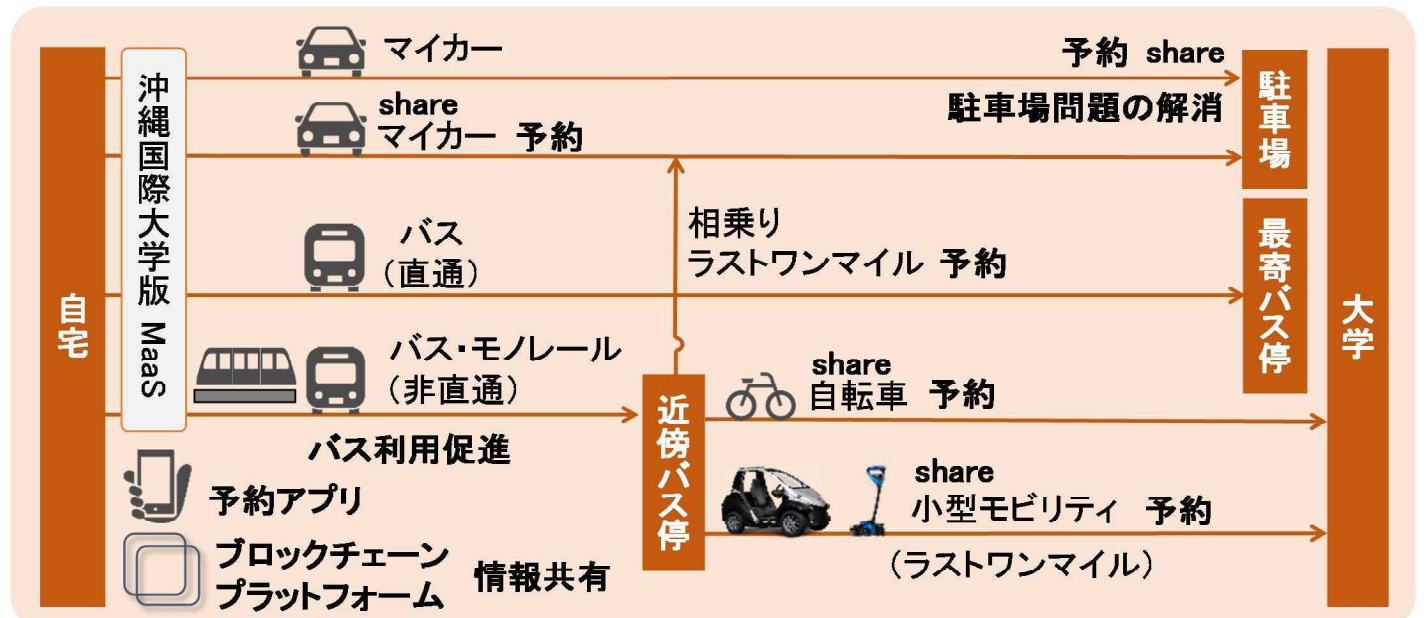 自宅
沖縄国際大学版 MaaS
マイカー
予約 share
駐車場問題の解消
share
マイカー 予約
駐車場
バス
（直通）
相乗り
ラストワンマイル 予約
最寄バス停
大学
バス・モノレール
（非直通）
バス利用促進
近傍バス停
share
自転車 予約
share
小型モビリティ 予約
（ラストワンマイル）
予約アプリ
ブロックチェーン
プラットフォーム
情報共有